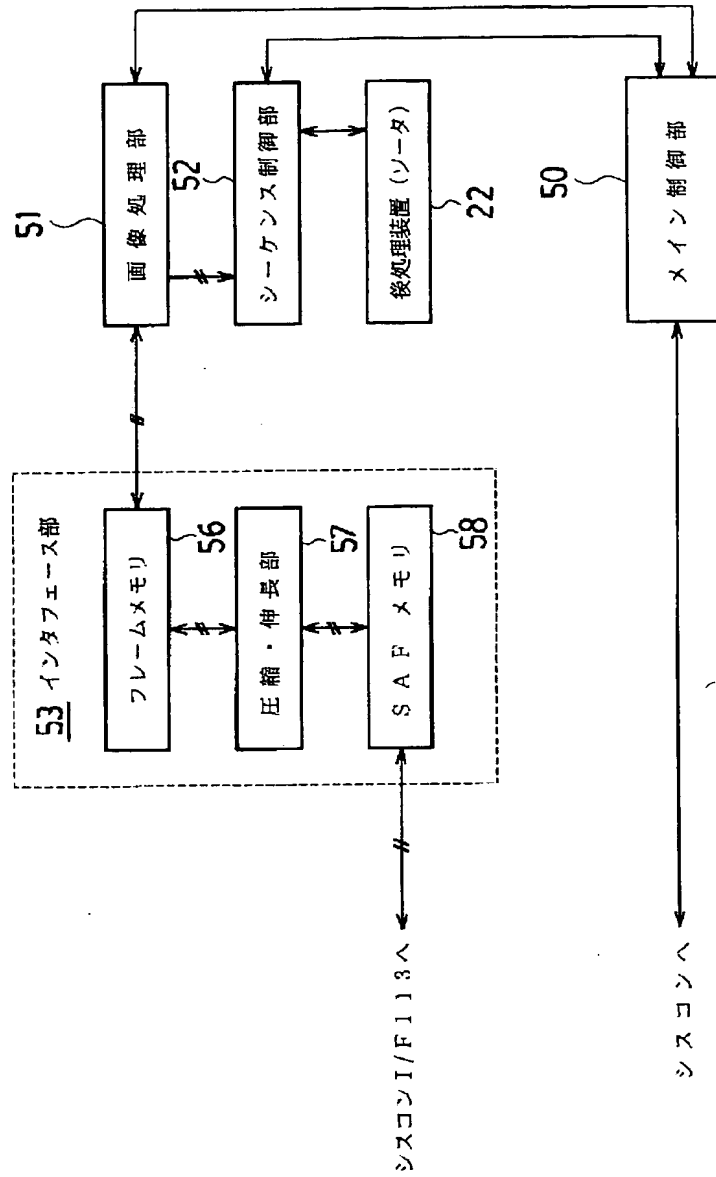 51
画像処理部
52
シーケンス制御部
後処理装置(ソータ)
22
50
メイン制御部
53 インタフェース部
フレームメモリ
56
圧縮・伸長部
57
SAFメモリ
58
シスコンI/F113へ
シスコンへ